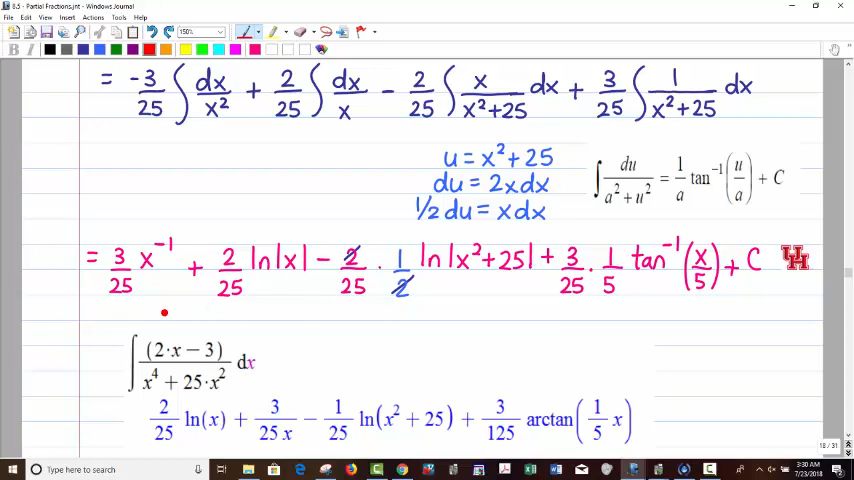 8.5 - Partial Fractions.jnt - Windows Journal
File Edit View Insert Actions Tools Help
150%
B I
= -3/25 ∫ dx/x² + 2/25 ∫ dx/x − 2/25 ∫ x/(x²+25) dx + 3/25 ∫ 1/(x²+25) dx
u = x² + 25
du = 2xdx
1/2 du = xdx
∫ du/(a² + u²) = 1/a tan⁻¹(u/a) + C
= 3/25 x⁻¹ + 2/25 ln|x| − 2/25 · 1/2 ln|x²+25| + 3/25 · 1/5 tan⁻¹(x/5) + C
UH
∫ (2·x − 3)/(x⁴ + 25·x²) dx
2/25 ln(x) + 3/(25 x) − 1/25 ln(x² + 25) + 3/125 arctan(1/5 x)
18 / 31
Type here to search
3:30 AM
7/23/2018